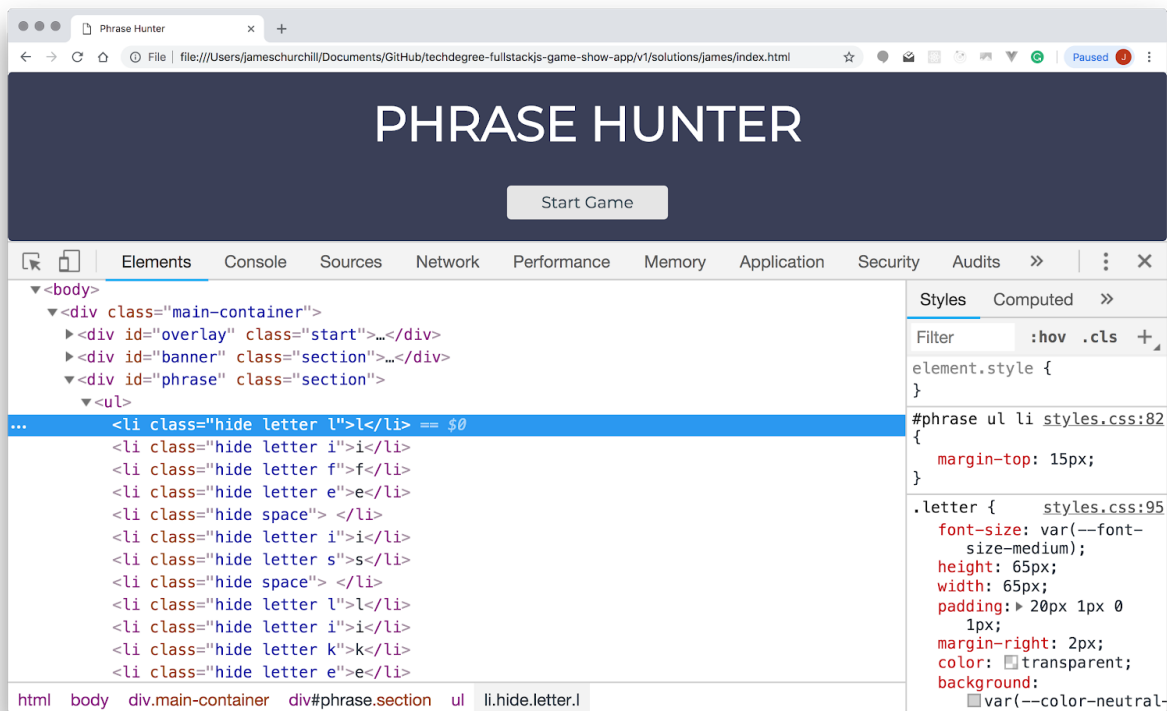 Phrase Hunter
File file:///Users/jameschurchill/Documents/GitHub/techdegree-fullstackjs-game-show-app/v1/solutions/james/index.html Paused J
PHRASE HUNTER
Start Game
Elements Console Sources Network Performance Memory Application Security Audits »
<body>
<div class="main-container">
<div id="overlay" class="start">…</div>
<div id="banner" class="section">…</div>
<div id="phrase" class="section">
<ul>
... <li class="hide letter l">l</li> == $0
<li class="hide letter i">i</li>
<li class="hide letter f">f</li>
<li class="hide letter e">e</li>
<li class="hide space"> </li>
<li class="hide letter i">i</li>
<li class="hide letter s">s</li>
<li class="hide space"> </li>
<li class="hide letter l">l</li>
<li class="hide letter i">i</li>
<li class="hide letter k">k</li>
<li class="hide letter e">e</li>
html body div.main-container div#phrase.section ul li.hide.letter.l
Styles Computed »
Filter :hov .cls +
element.style {
}
#phrase ul li styles.css:82
{
margin-top: 15px;
}
.letter { styles.css:95
font-size: var(--font-
size-medium);
height: 65px;
width: 65px;
padding: 20px 1px 0
1px;
margin-right: 2px;
color: transparent;
background:
var(--color-neutral-